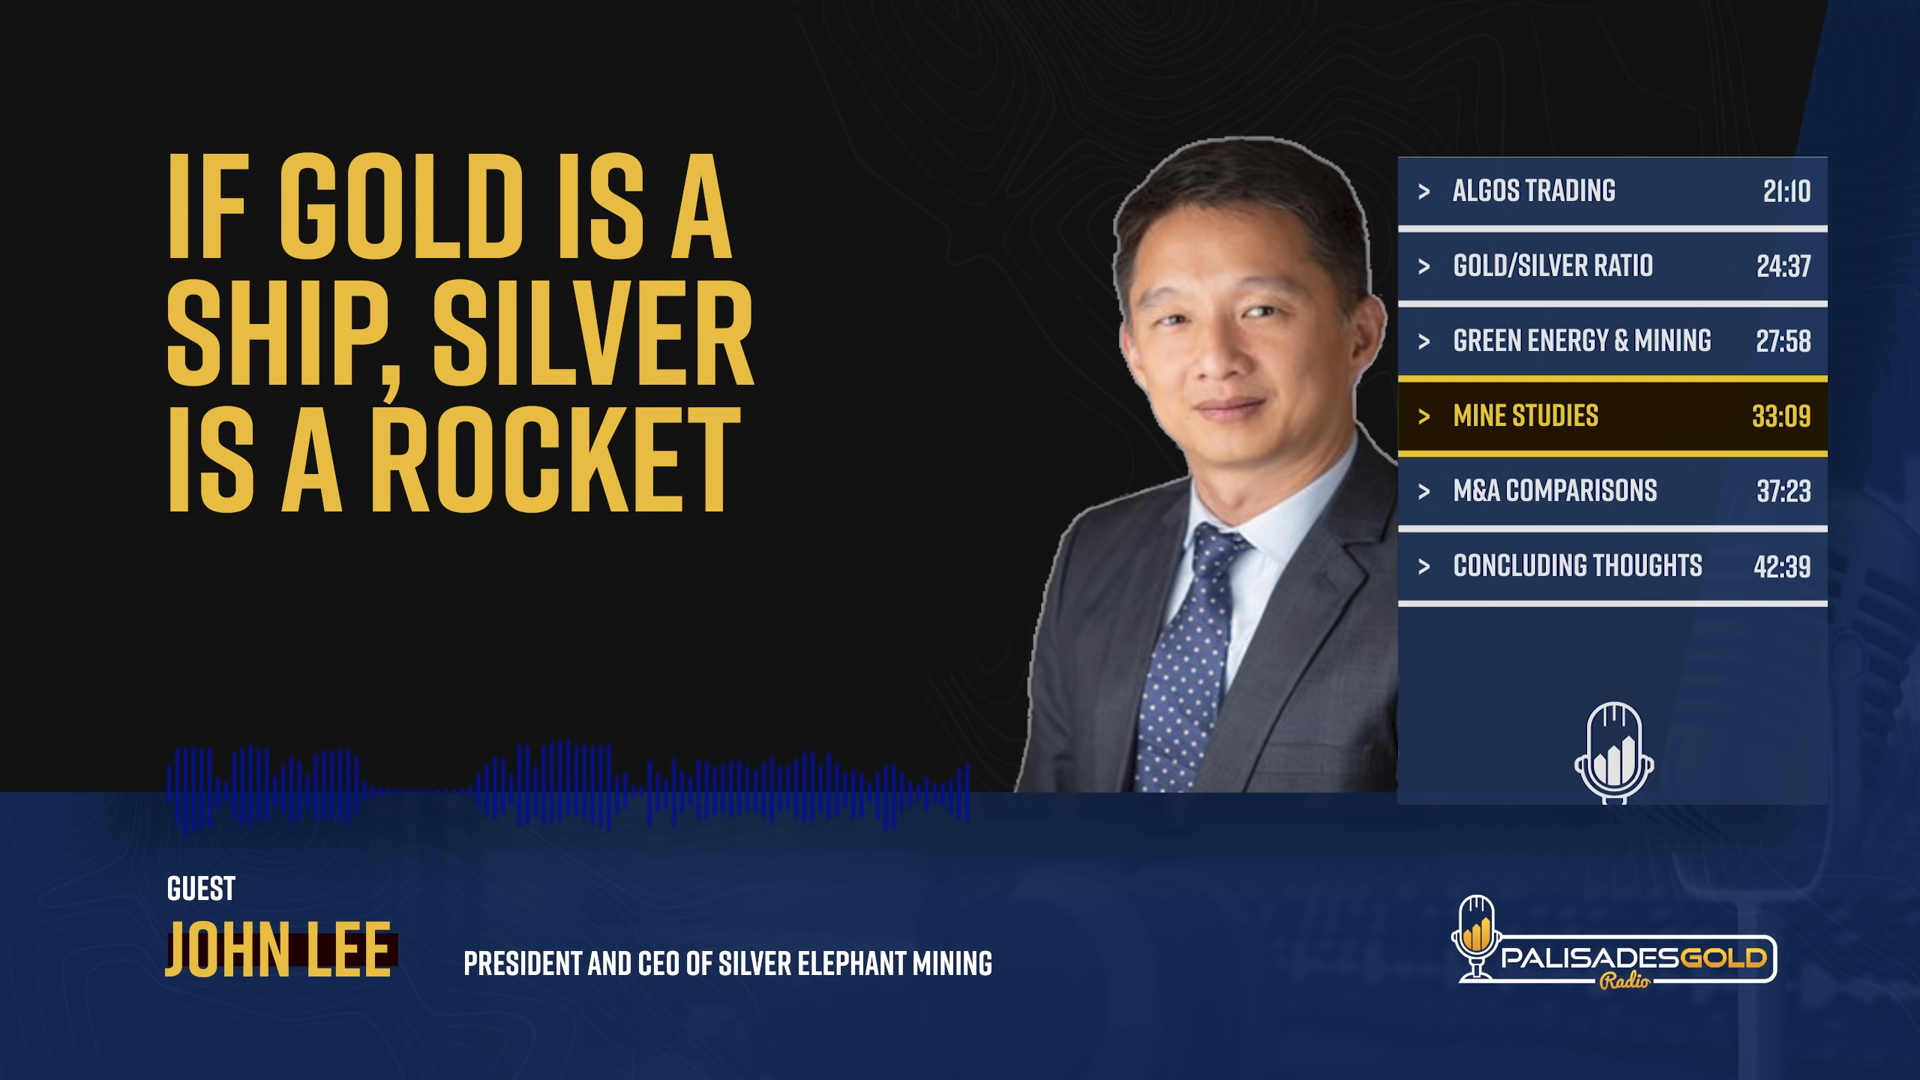 IF GOLD IS A
SHIP, SILVER
IS A ROCKET
> ALGOS TRADING 21:10
> GOLD/SILVER RATIO 24:37
> GREEN ENERGY & MINING 27:58
> MINE STUDIES 33:09
> M&A COMPARISONS 37:23
> CONCLUDING THOUGHTS 42:39
GUEST
JOHN LEE
PRESIDENT AND CEO OF SILVER ELEPHANT MINING
PALISADESGOLD
Radio